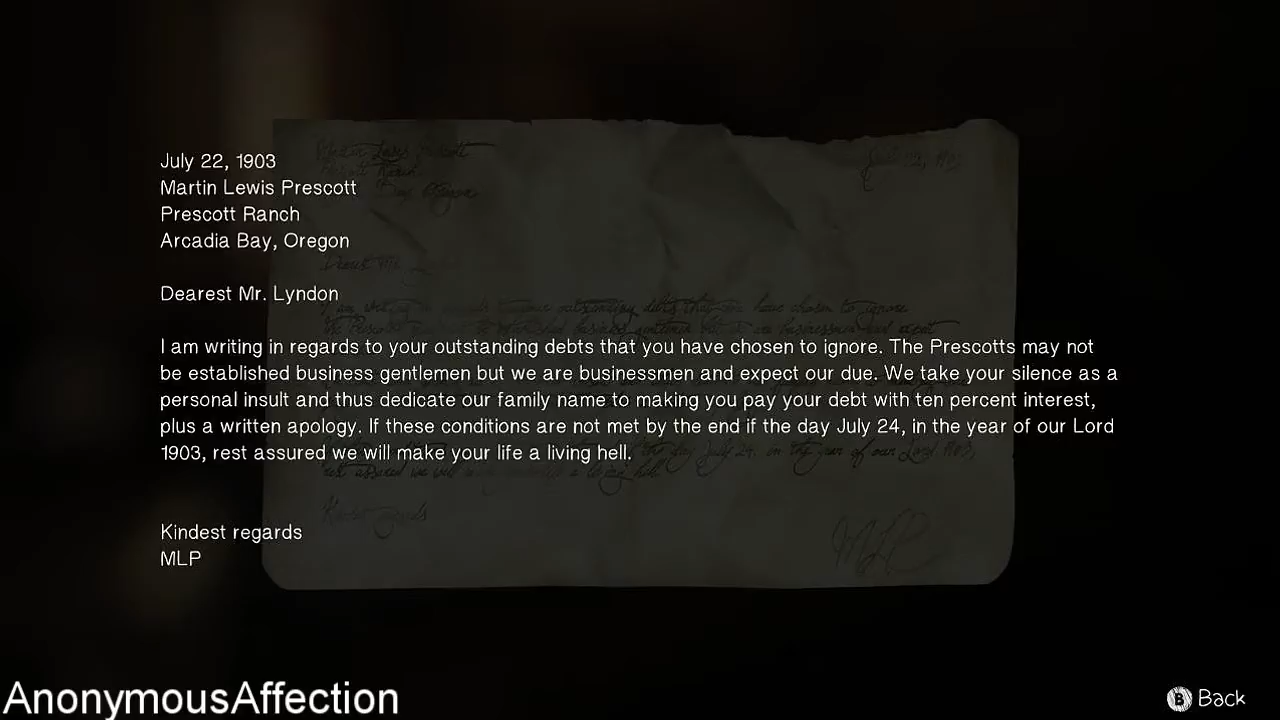 July 22, 1903
Martin Lewis Prescott
Prescott Ranch
Arcadia Bay, Oregon
Dearest Mr. Lyndon
I am writing in regards to your outstanding debts that you have chosen to ignore. The Prescotts may not
be established business gentlemen but we are businessmen and expect our due. We take your silence as a
personal insult and thus dedicate our family name to making you pay your debt with ten percent interest,
plus a written apology. If these conditions are not met by the end if the day July 24, in the year of our Lord
1903, rest assured we will make your life a living hell.
Kindest regards
MLP
AnonymousAffection
B Back